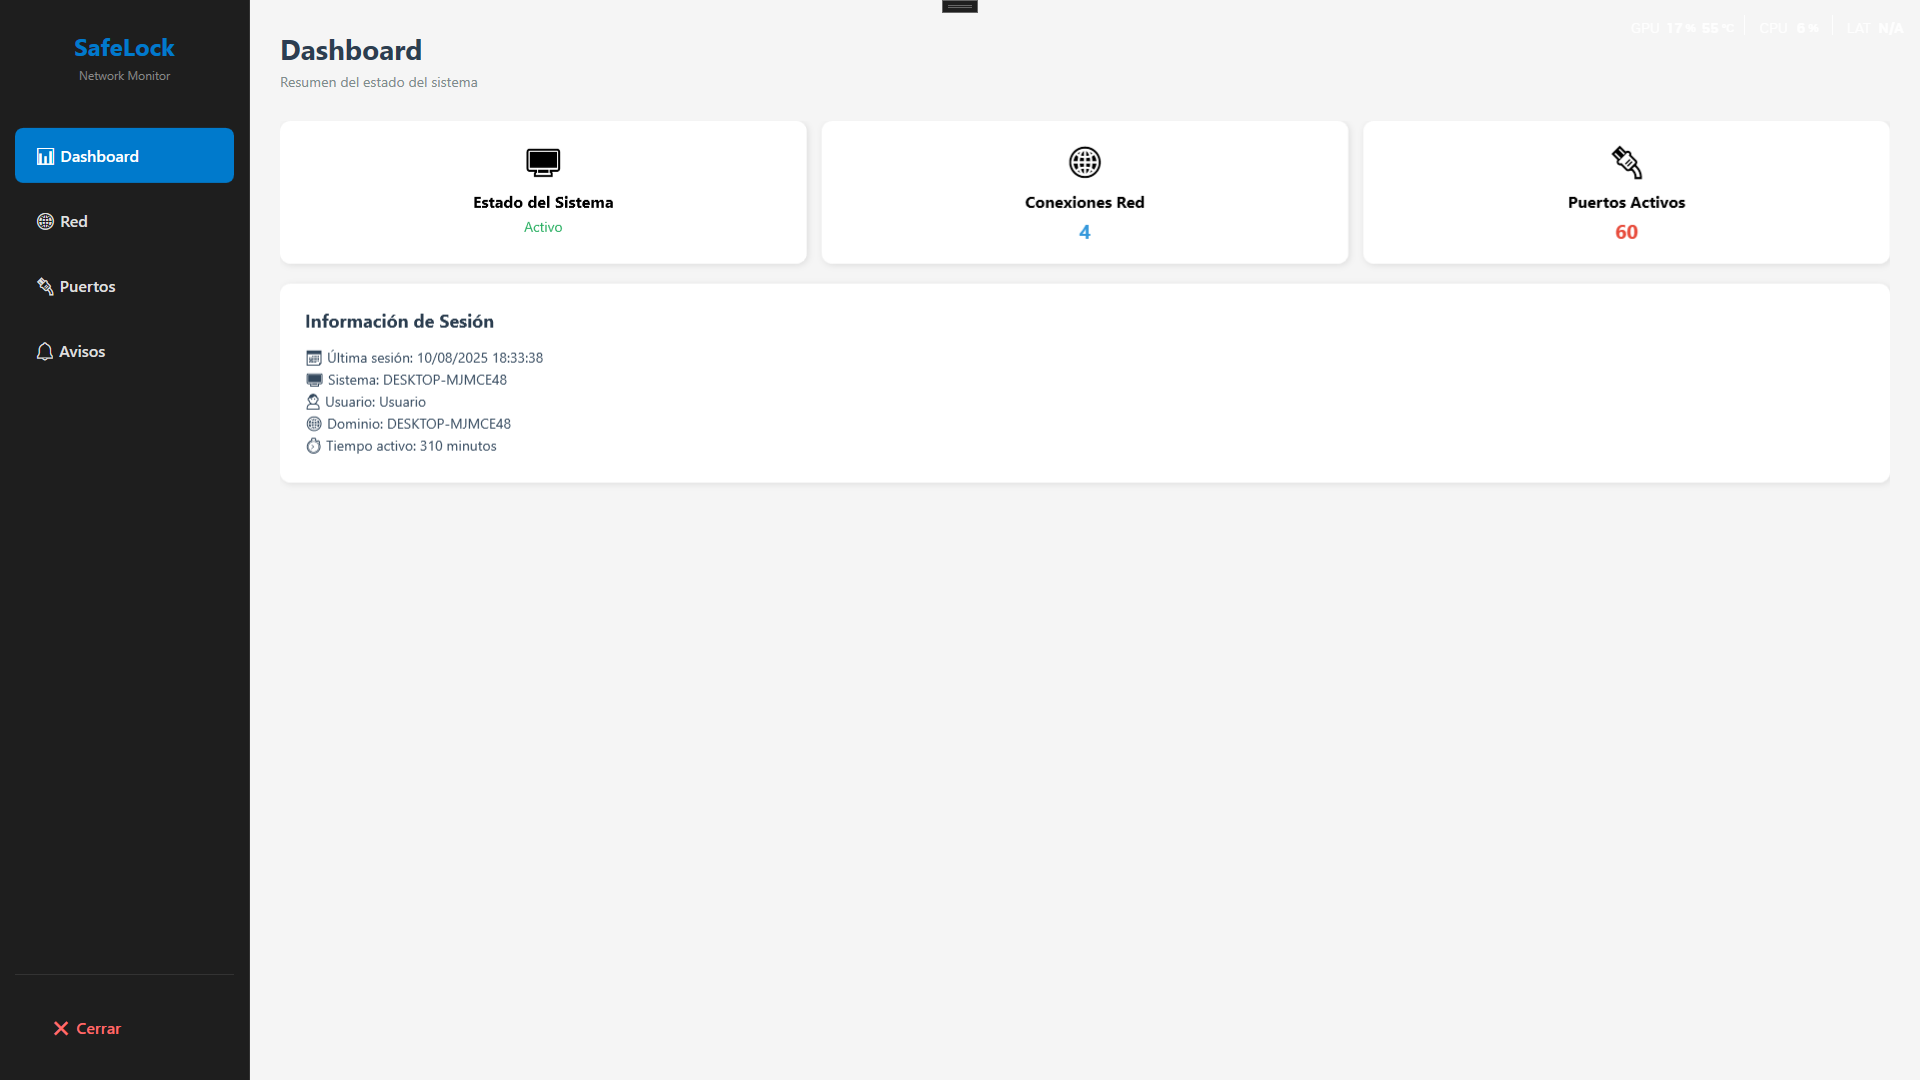 SafeLock
Network Monitor
Dashboard
Red
Puertos
Avisos
Cerrar
GPU 17% 55°C CPU 6% LAT N/A
Dashboard
Resumen del estado del sistema
Estado del Sistema
Activo
Conexiones Red
4
Puertos Activos
60
Información de Sesión
Última sesión: 10/08/2025 18:33:38
Sistema: DESKTOP-MJMCE48
Usuario: Usuario
Dominio: DESKTOP-MJMCE48
Tiempo activo: 310 minutos